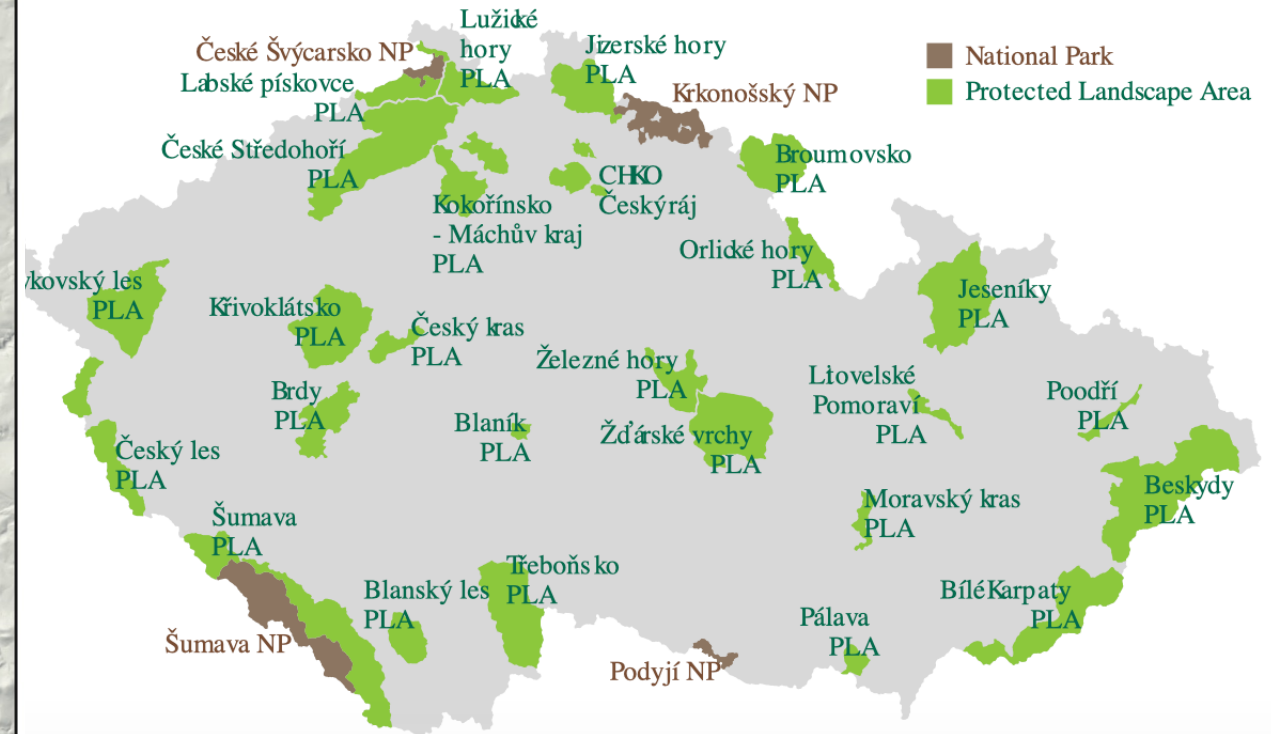 Lužické
hory
PLA
České Švýcarsko NP
Jizerské hory
PLA
National Park
Labské pískovce
PLA
Krkonošský NP
Protected Landscape Area
České Středohoří
PLA
Broumovsko
PLA
CHKO
Český ráj
Kokořínsko
- Máchův kraj
PLA
Orlické hory
PLA
vkovský les
PLA
Křivoklátsko
PLA
Jeseníky
PLA
Český kras
PLA
Železné hory
PLA
Litovelské
Pomoraví
PLA
Poodří
PLA
Brdy
PLA
Blaník
PLA
Žďárské vrchy
PLA
Český les
PLA
Beskydy
PLA
Moravský kras
PLA
Šumava
PLA
Třeboňsko
PLA
Blanský les
PLA
Bílé Karpaty
PLA
Pálava
PLA
Šumava NP
Podyjí NP